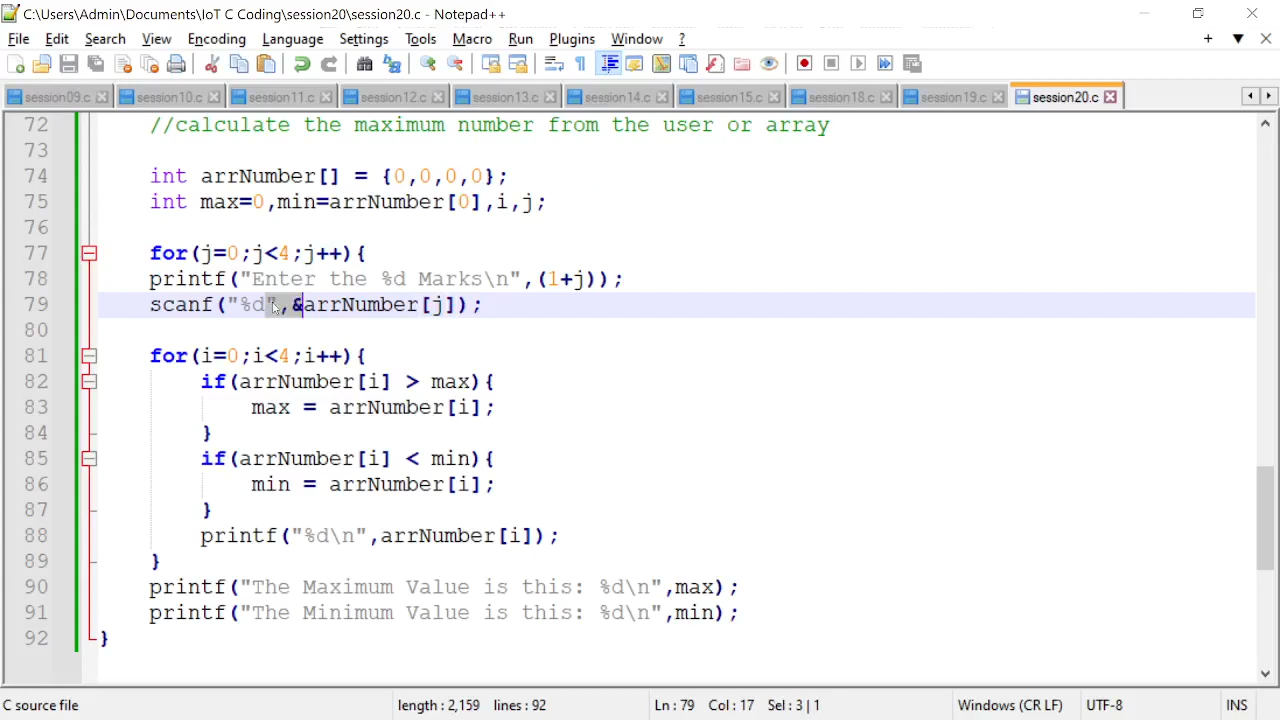 C:\Users\Admin\Documents\IoT C Coding\session20\session20.c - Notepad++
File Edit Search View Encoding Language Settings Tools Macro Run Plugins Window ?
session09.c session10.c session11.c session12.c session13.c session14.c session15.c session18.c session19.c session20.c
72 //calculate the maximum number from the user or array
73
74 int arrNumber[] = {0,0,0,0};
75 int max=0,min=arrNumber[0],i,j;
76
77 for(j=0;j<4;j++){
78 printf("Enter the %d Marks\n",(1+j));
79 scanf("%d",&arrNumber[j]);
80
81 for(i=0;i<4;i++){
82 if(arrNumber[i] > max){
83 max = arrNumber[i];
84 }
85 if(arrNumber[i] < min){
86 min = arrNumber[i];
87 }
88 printf("%d\n",arrNumber[i]);
89 }
90 printf("The Maximum Value is this: %d\n",max);
91 printf("The Minimum Value is this: %d\n",min);
92 }
C source file length : 2,159 lines : 92 Ln : 79 Col : 17 Sel : 3 | 1 Windows (CR LF) UTF-8 INS